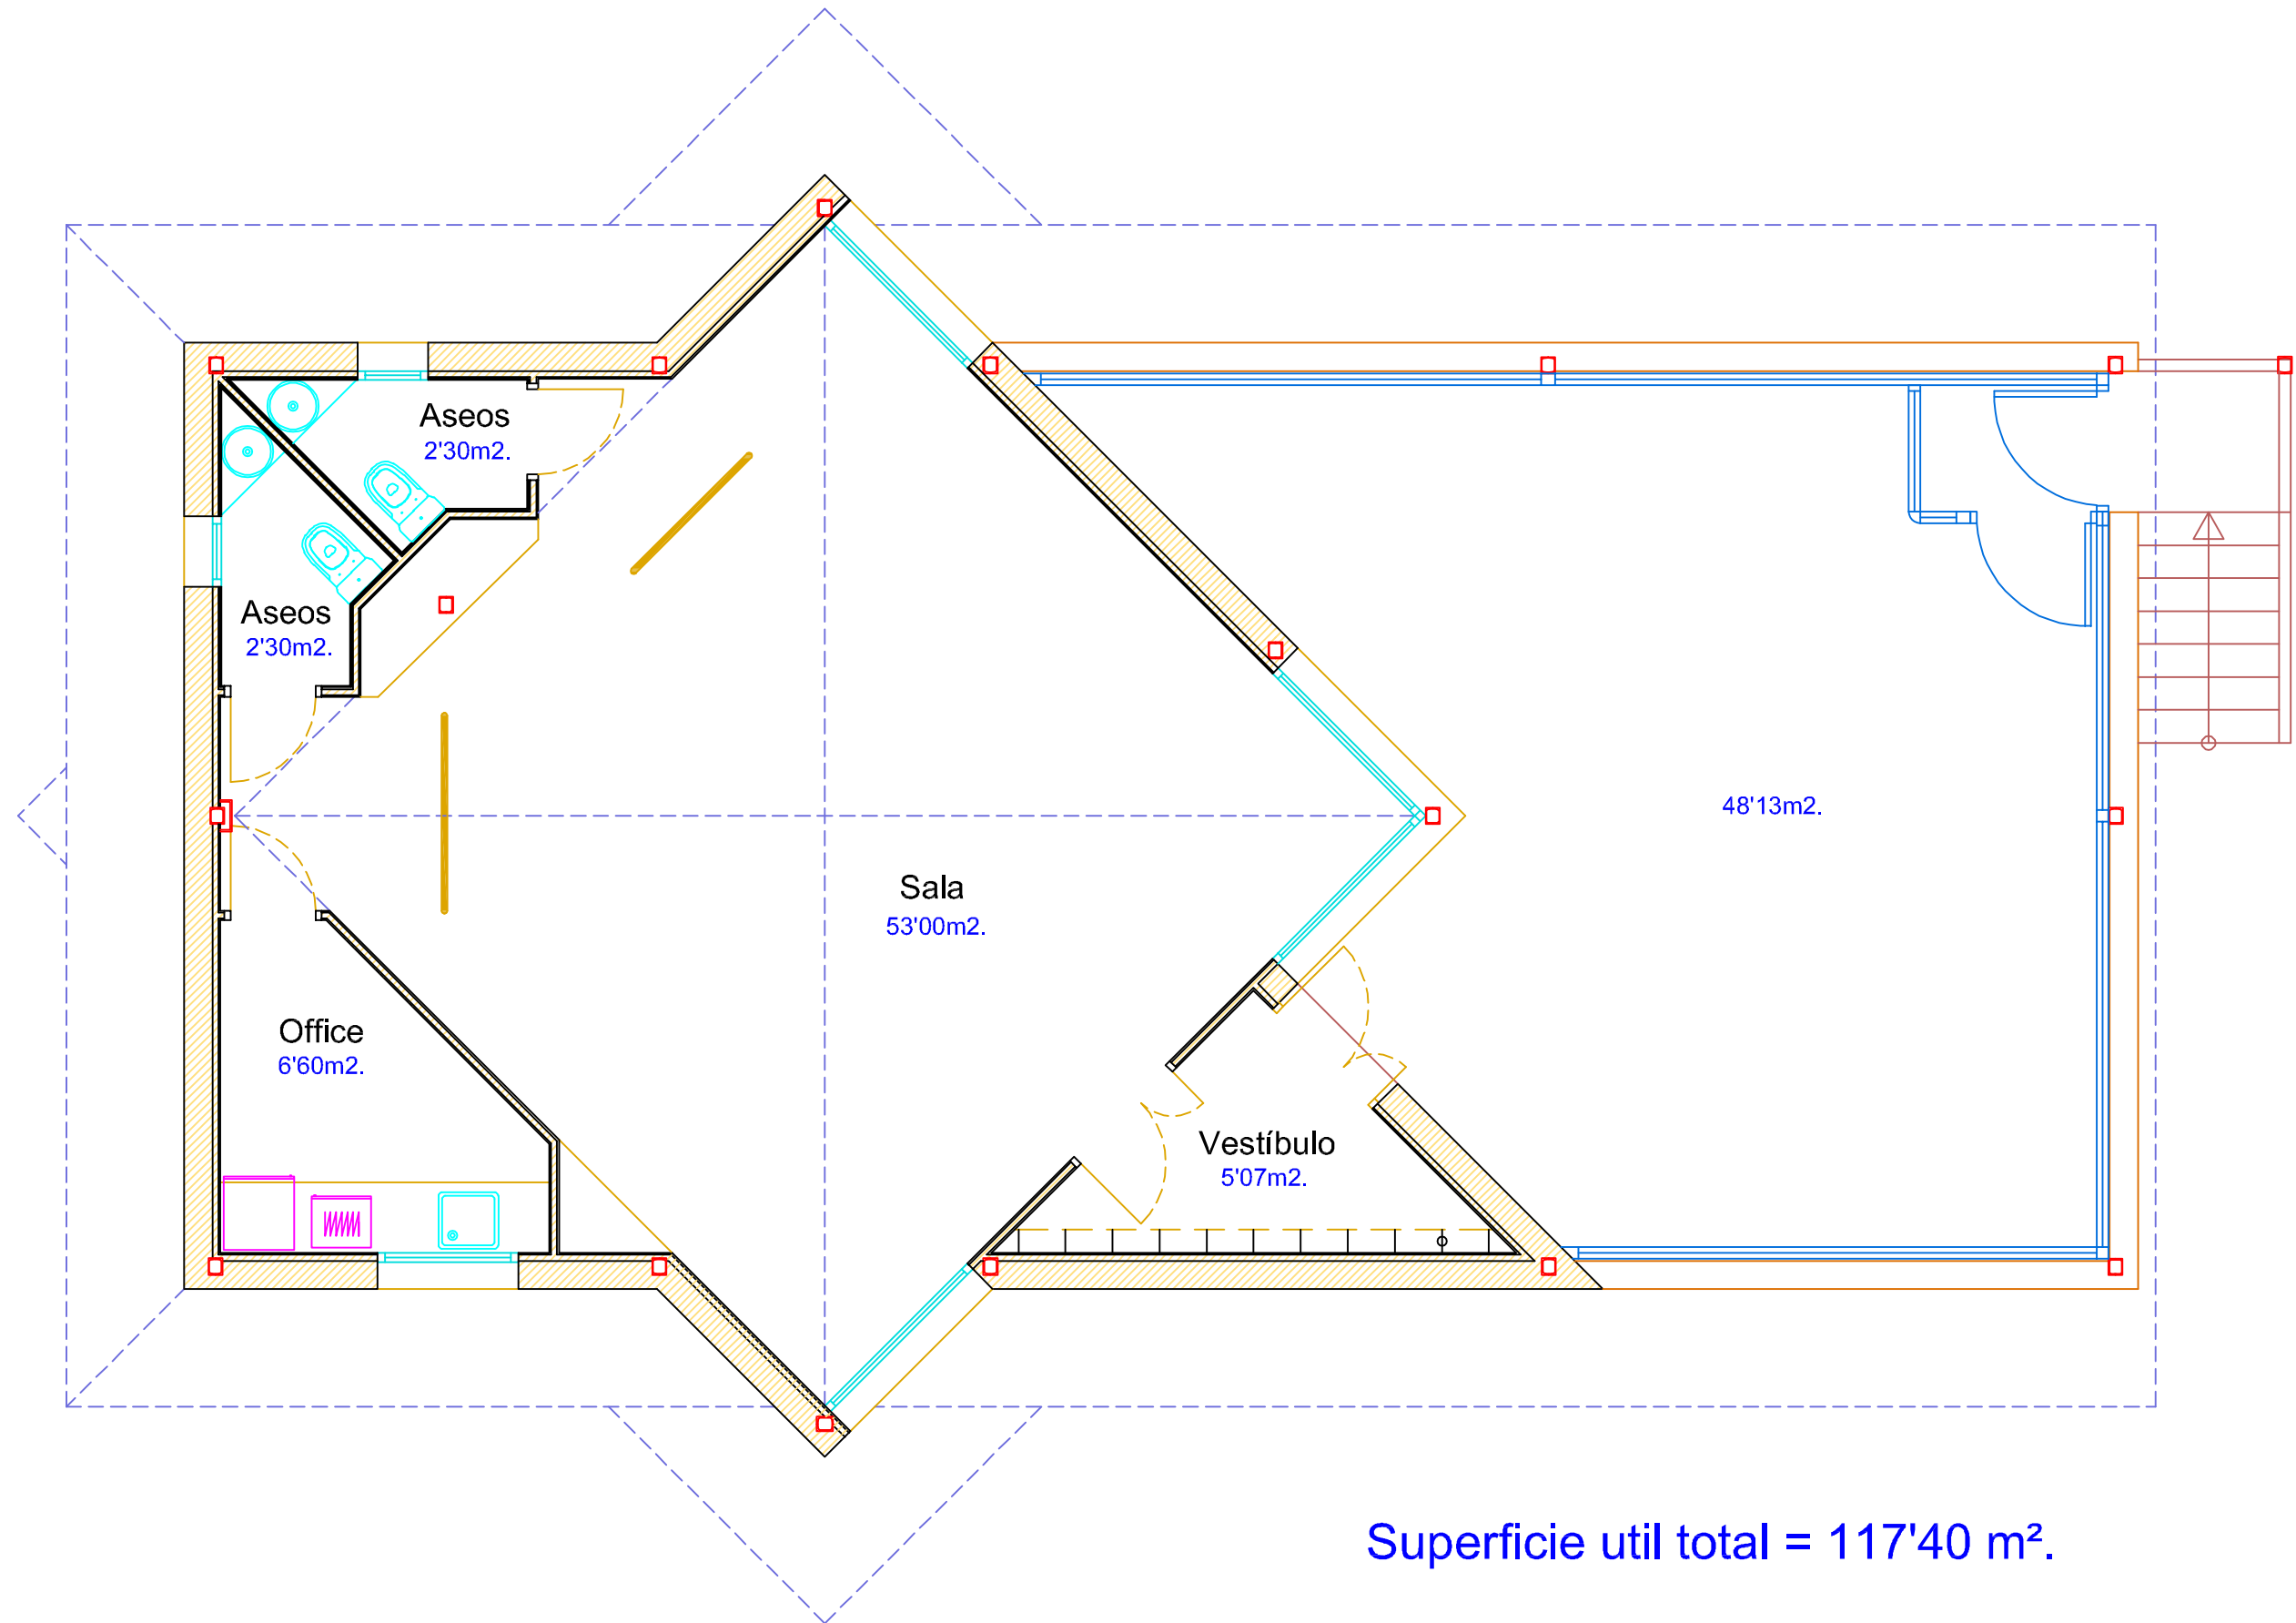 Aseos
2'30m2.
Aseos
2'30m2.
48'13m2.
Sala
53'00m2.
Office
6'60m2.
Vestíbulo
5'07m2.
Superficie util total = 117'40 m².